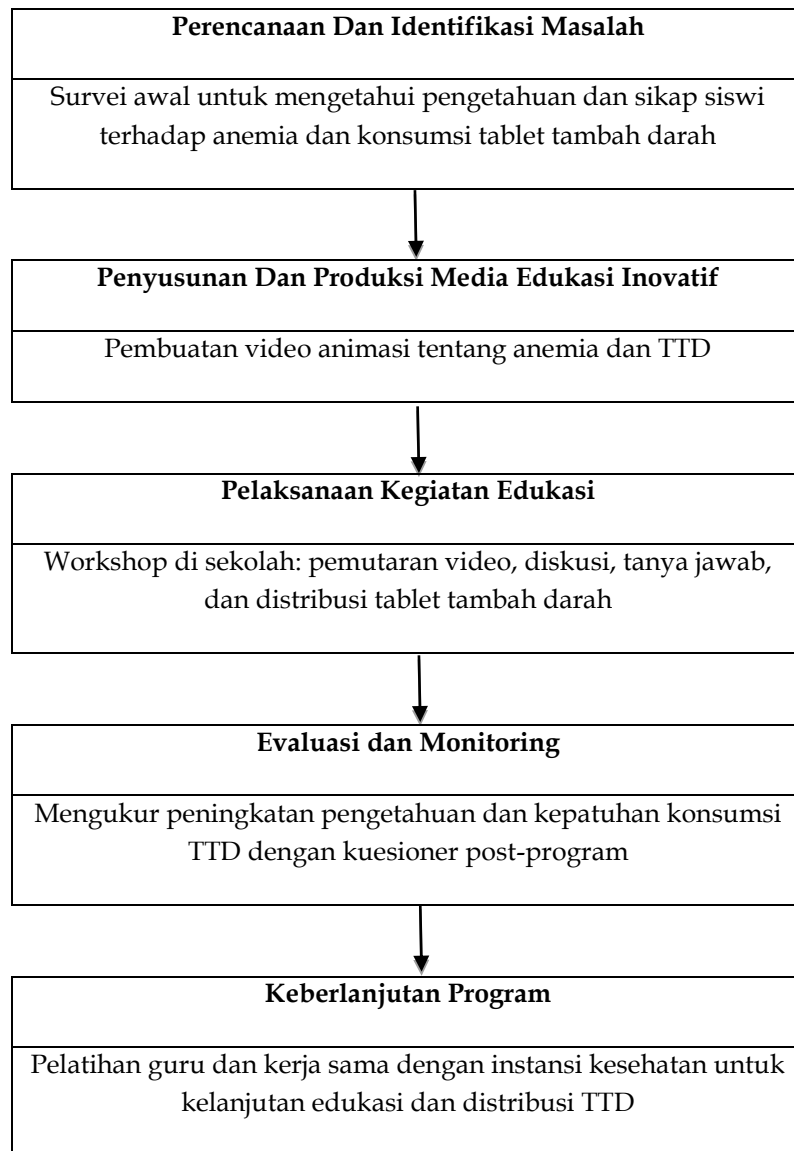 Perencanaan Dan Identifikasi Masalah
Survei awal untuk mengetahui pengetahuan dan sikap siswi
terhadap anemia dan konsumsi tablet tambah darah
Penyusunan Dan Produksi Media Edukasi Inovatif
Pembuatan video animasi tentang anemia dan TTD
Pelaksanaan Kegiatan Edukasi
Workshop di sekolah: pemutaran video, diskusi, tanya jawab,
dan distribusi tablet tambah darah
Evaluasi dan Monitoring
Mengukur peningkatan pengetahuan dan kepatuhan konsumsi
TTD dengan kuesioner post-program
Keberlanjutan Program
Pelatihan guru dan kerja sama dengan instansi kesehatan untuk
kelanjutan edukasi dan distribusi TTD